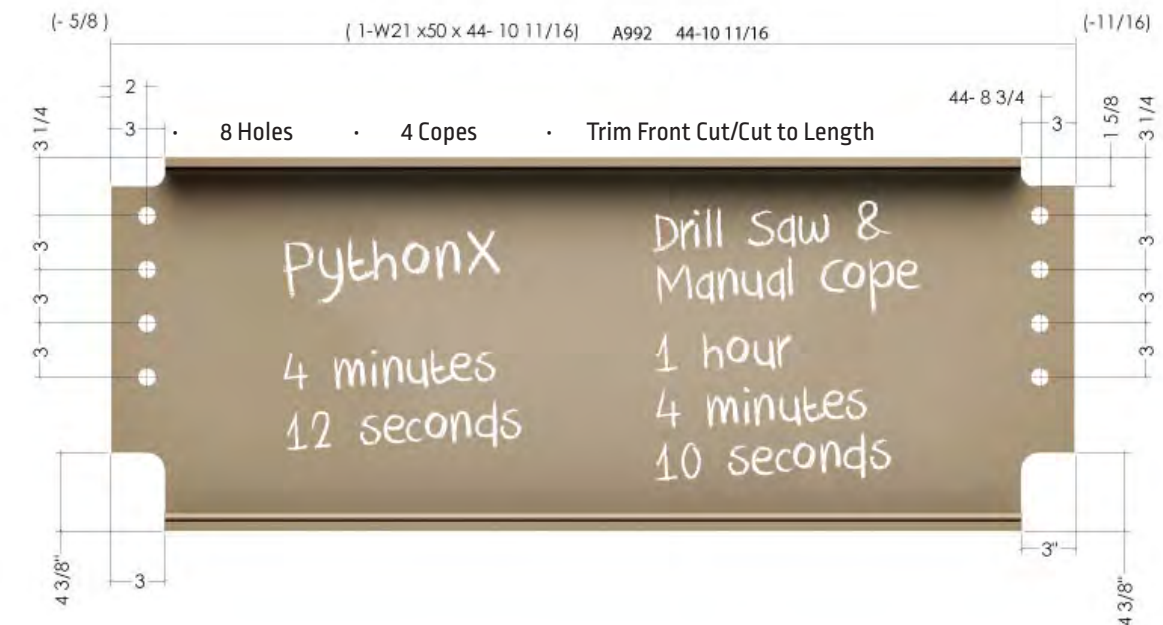 (- 5/8 )
( 1-W21 x50 x 44- 10 11/16) A992 44-10 11/16
(-11/16)
2
44- 8 3/4
3
3
3 1/4
1 5/8
3 1/4
· 8 Holes · 4 Copes · Trim Front Cut/Cut to Length
PythonX
4 minutes
12 seconds
Drill Saw &
Manual cope
1 hour
4 minutes
10 seconds
3
3
3
3
3
3
4 3/8"
3
3"
4 3/8"